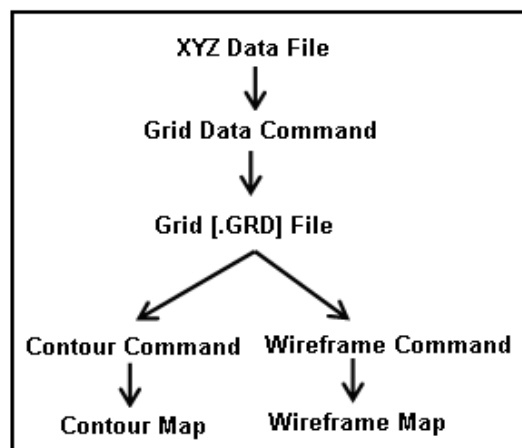 XYZ Data File
Grid Data Command
Grid [.GRD] File
Contour Command
Wireframe Command
Contour Map
Wireframe Map